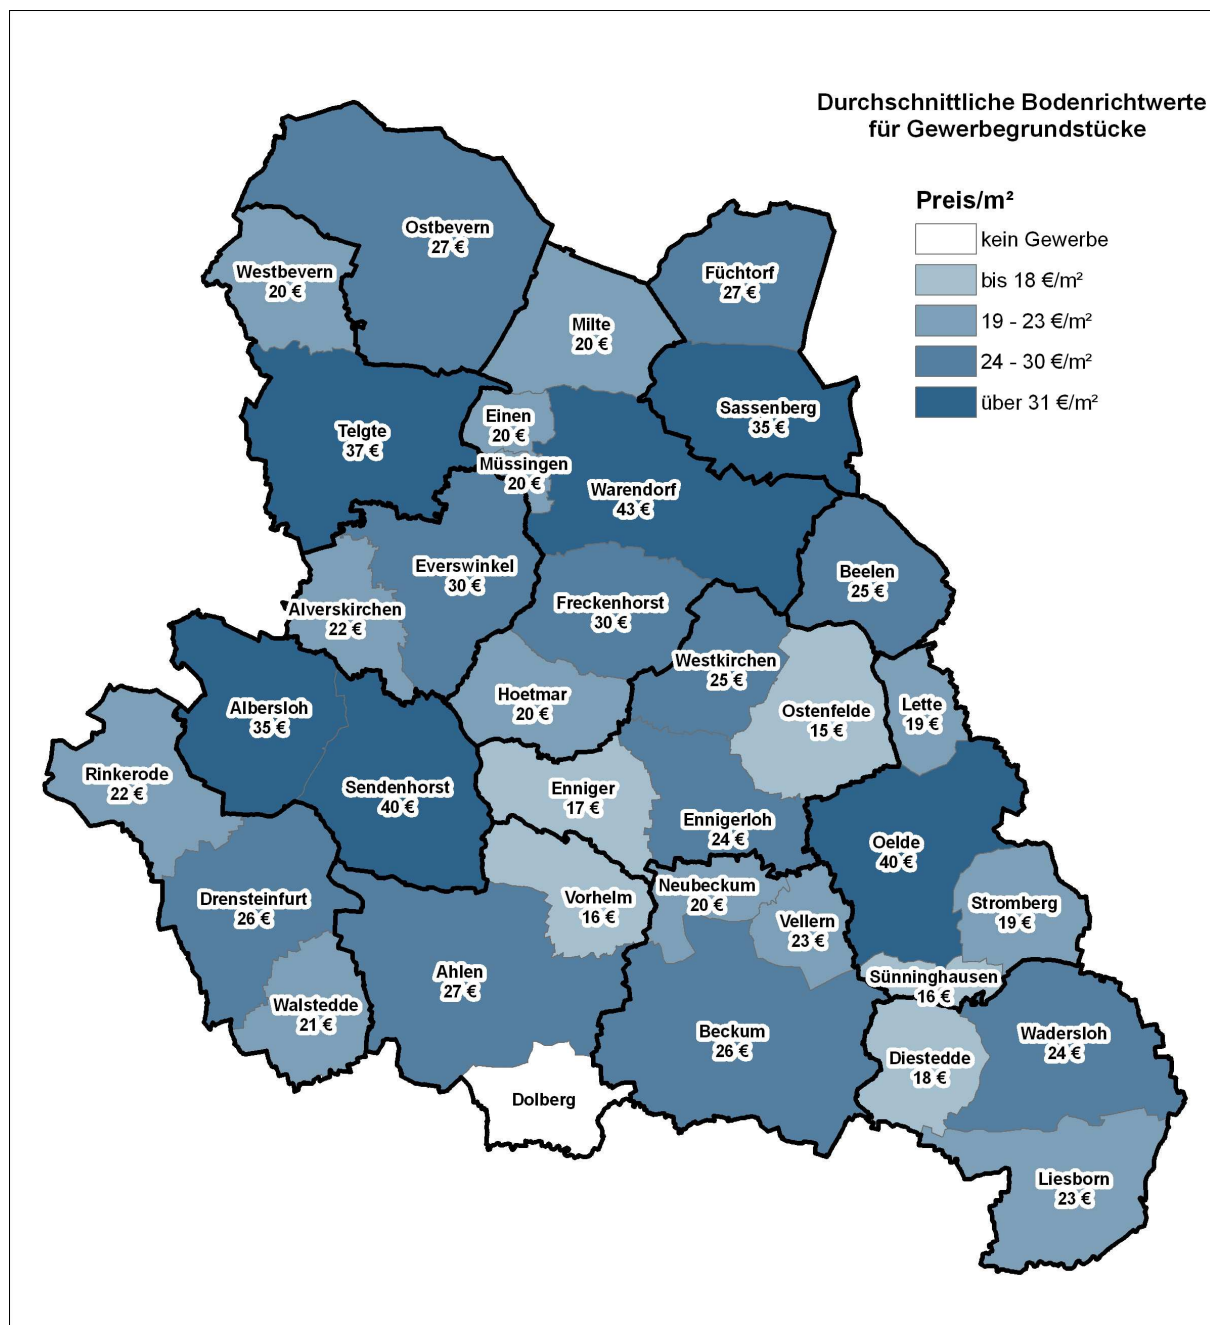 Durchschnittliche Bodenrichtwerte
für Gewerbegrundstücke
Preis/m²
kein Gewerbe
bis 18 €/m²
19 - 23 €/m²
24 - 30 €/m²
über 31 €/m²
Ostbevern
27 €
Westbevern
20 €
Füchtorf
27 €
Milte
20 €
Sassenberg
35 €
Einen
20 €
Telgte
37 €
Müssingen
20 €
Warendorf
43 €
Everswinkel
30 €
Beelen
25 €
Alverskirchen
22 €
Freckenhorst
30 €
Westkirchen
25 €
Hoetmar
20 €
Ostenfelde
15 €
Lette
19 €
Albersloh
35 €
Rinkerode
22 €
Sendenhorst
40 €
Enniger
17 €
Ennigerloh
24 €
Oelde
40 €
Drensteinfurt
26 €
Vorhelm
16 €
Neubeckum
20 €
Vellern
23 €
Stromberg
19 €
Ahlen
27 €
Sünninghausen
16 €
Walstedde
21 €
Beckum
26 €
Wadersloh
24 €
Diestedde
18 €
Dolberg
Liesborn
23 €